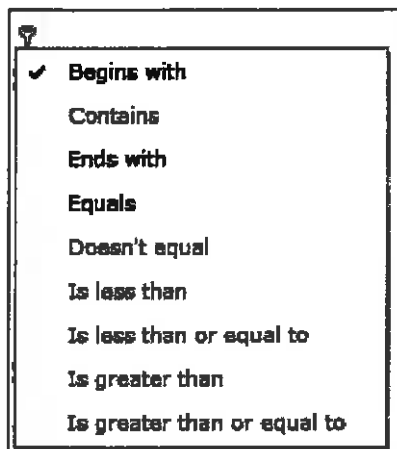 Begins with
Contains
Ends with
Equals
Doesn't equal
Is less than
Is less than or equal to
Is greater than
Is greater than or equal to